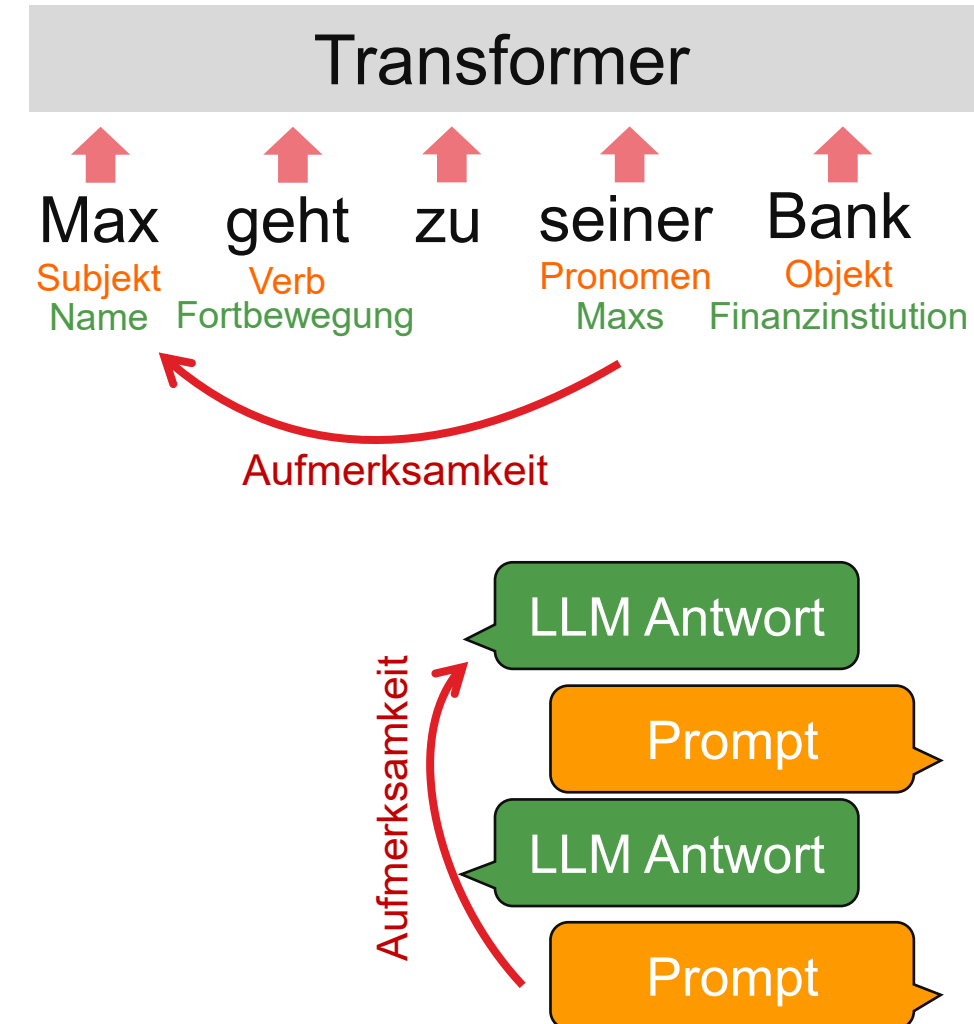 Transformer
Max geht zu seiner Bank
Subjekt Verb Pronomen Objekt
Name Fortbewegung Maxs Finanzinstiution
Aufmerksamkeit
LLM Antwort
Aufmerksamkeit
Prompt
LLM Antwort
Prompt